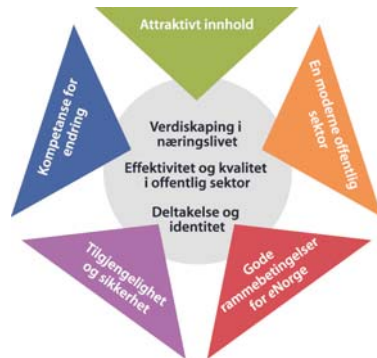 Attraktivt innhold
Kompetanse for
endring
En moderne offentlig
sektor
Verdiskaping i
næringslivet
Effektivitet og kvalitet
i offentlig sektor
Deltakelse og
identitet
Tilgjengelighet
og sikkerhet
Gode
rammebetingelser
for eNorge